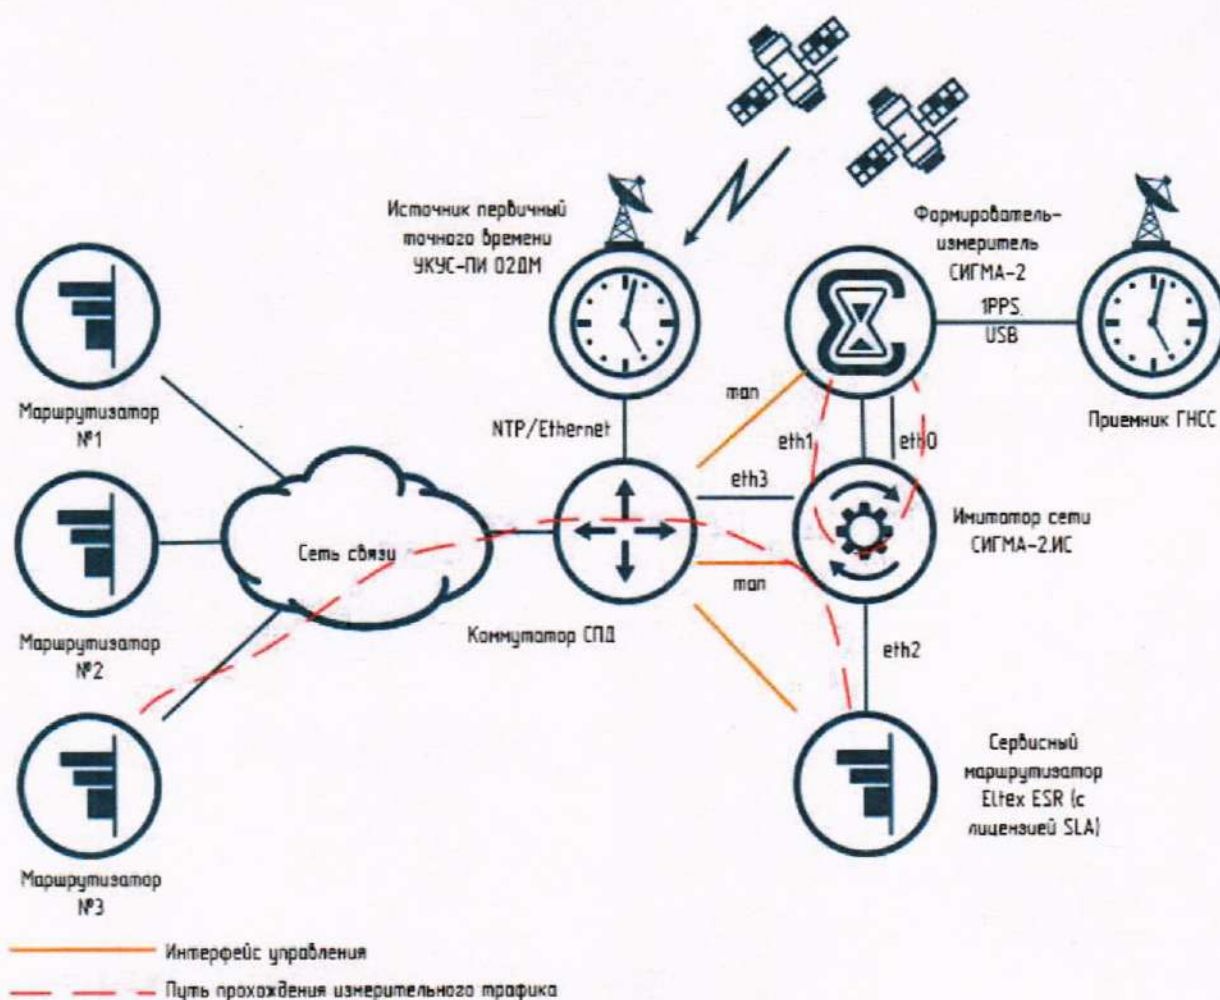 Источник первичный
точного времени
УКУС-ПИ 02ДМ
Формирователь-
измеритель
СИГМА-2
1PPS,
USB
Приемник ГНСС
Маршрутизатор
№1
NTP/Ethernet
man
eth1
eth0
eth3
Имитатор сети
СИГМА-2.ИС
Сеть связи
man
Коммутатор СПД
Маршрутизатор
№2
eth2
Сервисный
маршрутизатор
Eltex ESR (с
лицензией SLA)
Маршрутизатор
№3
Интерфейс управления
Путь прохождения измерительного трафика